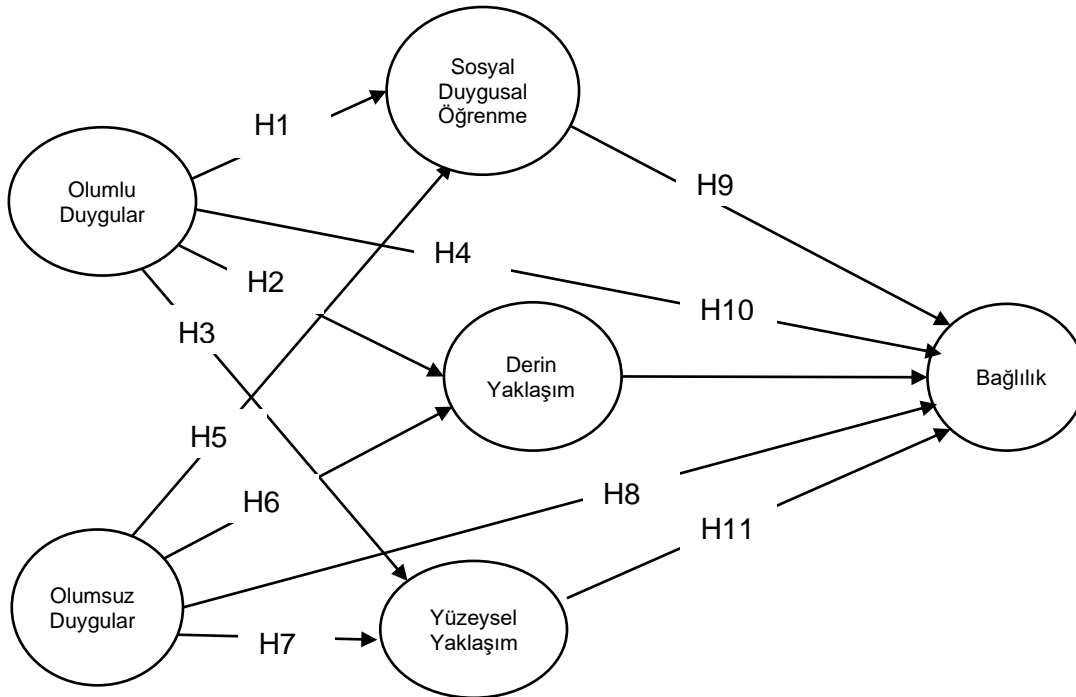 Sosyal
Duygusal
Öğrenme
H1
H9
Olumlu
Duygular
H4
H2
H10
H3
Derin
Yaklaşım
Bağlılık
H5
H6
H8
H11
Olumsuz
Duygular
H7
Yüzeysel
Yaklaşım